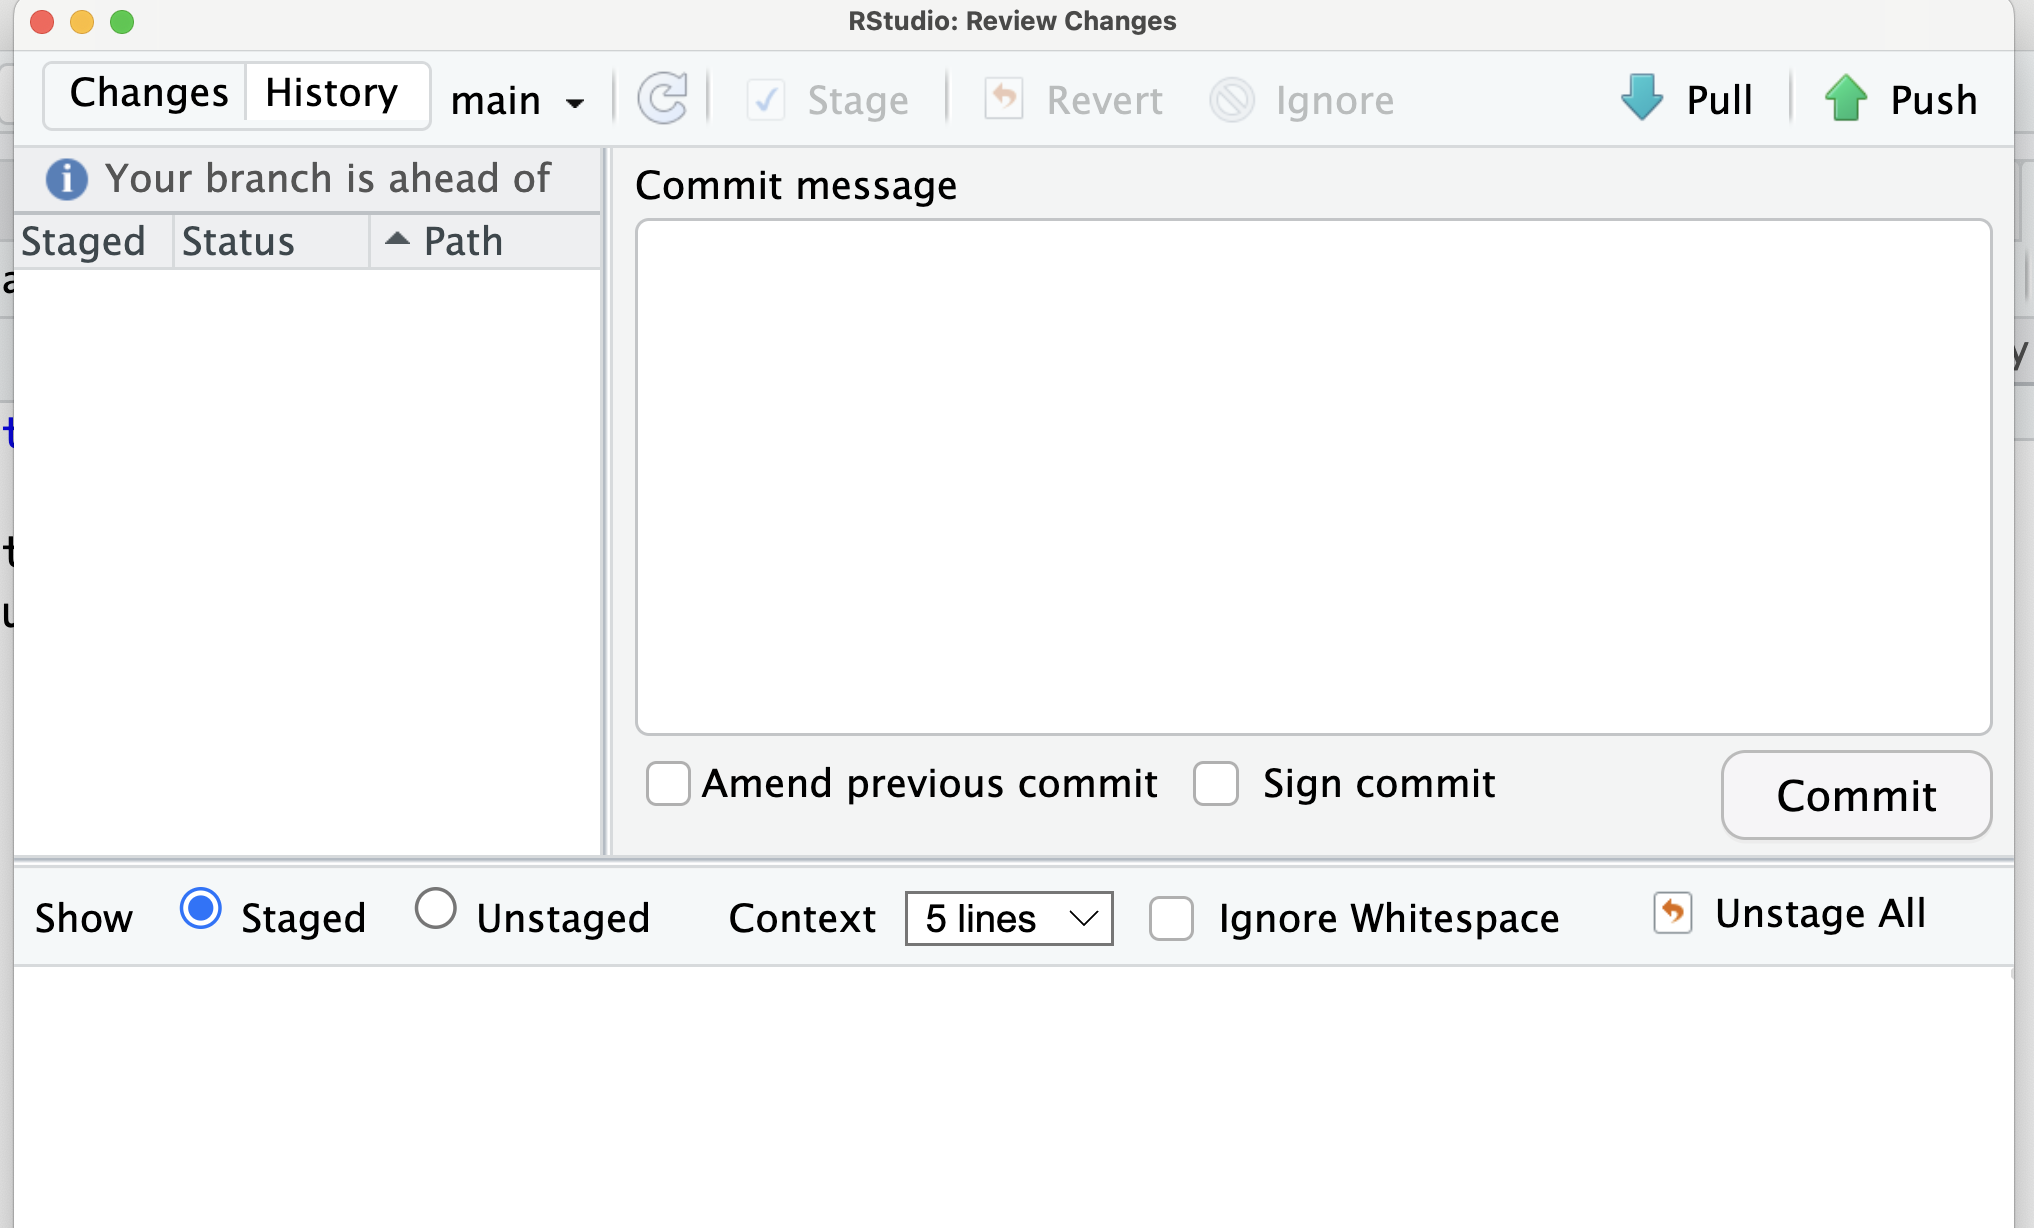 RStudio: Review Changes
Changes History main Stage Revert Ignore Pull Push
Your branch is ahead of
Staged Status Path
Commit message
Amend previous commit Sign commit Commit
Show Staged Unstaged Context 5 lines Ignore Whitespace Unstage All